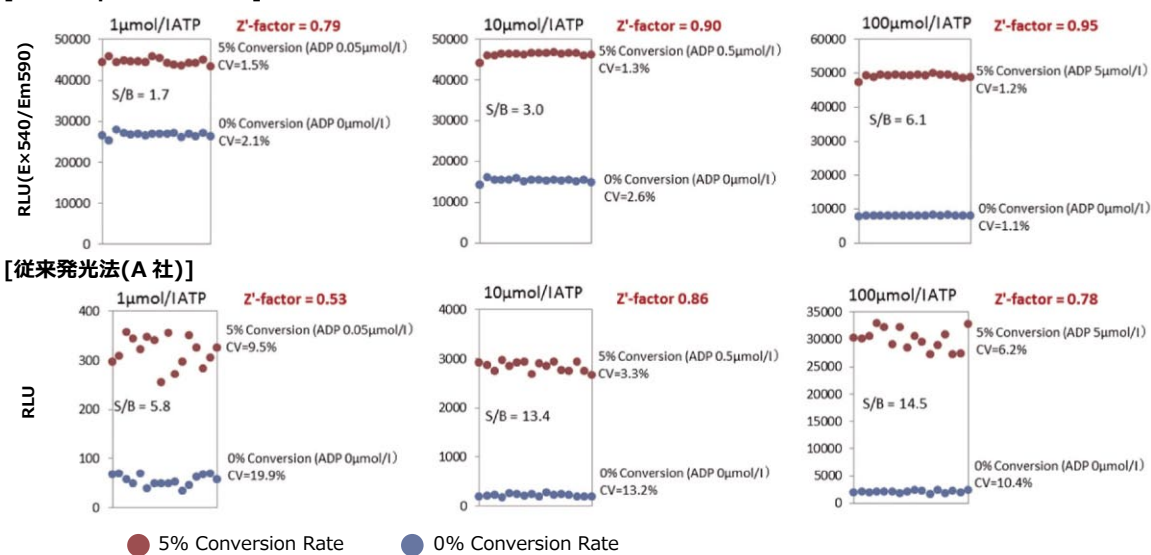 1μmol/lATP
Z'-factor = 0.79
50000
40000
30000
20000
10000
0
RLU(E×540/Em590)
5% Conversion (ADP 0.05μmol/l)
CV=1.5%
S/B = 1.7
0% Conversion (ADP 0μmol/l)
CV=2.1%
10μmol/lATP
Z'-factor = 0.90
50000
40000
30000
20000
10000
0
5% Conversion (ADP 0.5μmol/l)
CV=1.3%
S/B = 3.0
0% Conversion (ADP 0μmol/l)
CV=2.6%
100μmol/lATP
Z'-factor = 0.95
60000
50000
40000
30000
20000
10000
0
5% Conversion (ADP 5μmol/l)
CV=1.2%
S/B = 6.1
0% Conversion (ADP 0μmol/l)
CV=1.1%
[従来発光法(A 社)]
1μmol/lATP
Z'-factor = 0.53
400
300
200
100
0
RLU
5% Conversion (ADP 0.05μmol/l)
CV=9.5%
S/B = 5.8
0% Conversion (ADP 0μmol/l)
CV=19.9%
10μmol/lATP
Z'-factor 0.86
4000
3000
2000
1000
0
5% Conversion (ADP 0.5μmol/l)
CV=3.3%
S/B = 13.4
0% Conversion (ADP 0μmol/l)
CV=13.2%
100μmol/lATP
Z'-factor = 0.78
35000
30000
25000
20000
15000
10000
5000
0
5% Conversion (ADP 5μmol/l)
CV=6.2%
S/B = 14.5
0% Conversion (ADP 0μmol/l)
CV=10.4%
5% Conversion Rate
0% Conversion Rate